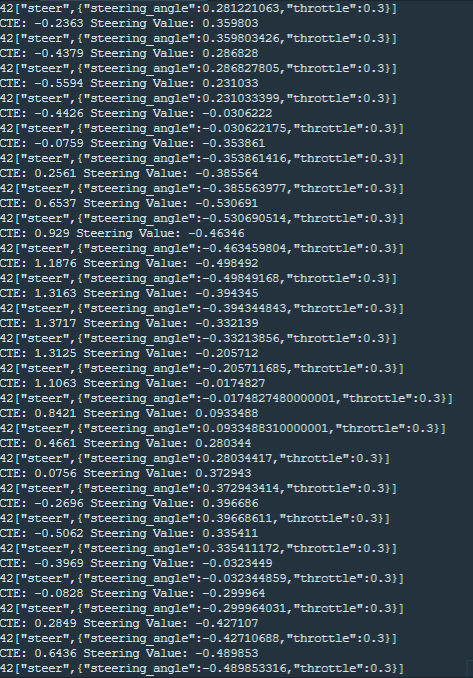 42["steer",{"steering_angle":0.281221063,"throttle":0.3}]
CTE: -0.2363 Steering Value: 0.359803
42["steer",{"steering_angle":0.359803426,"throttle":0.3}]
CTE: -0.4379 Steering Value: 0.286828
42["steer",{"steering_angle":0.286827805,"throttle":0.3}]
CTE: -0.5594 Steering Value: 0.231033
42["steer",{"steering_angle":0.231033399,"throttle":0.3}]
CTE: -0.4426 Steering Value: -0.0306222
42["steer",{"steering_angle":-0.030622175,"throttle":0.3}]
CTE: -0.0759 Steering Value: -0.353861
42["steer",{"steering_angle":-0.353861416,"throttle":0.3}]
CTE: 0.2561 Steering Value: -0.385564
42["steer",{"steering_angle":-0.385563977,"throttle":0.3}]
CTE: 0.6537 Steering Value: -0.530691
42["steer",{"steering_angle":-0.530690514,"throttle":0.3}]
CTE: 0.929 Steering Value: -0.46346
42["steer",{"steering_angle":-0.463459804,"throttle":0.3}]
CTE: 1.1876 Steering Value: -0.498492
42["steer",{"steering_angle":-0.49849168,"throttle":0.3}]
CTE: 1.3163 Steering Value: -0.394345
42["steer",{"steering_angle":-0.394344843,"throttle":0.3}]
CTE: 1.3717 Steering Value: -0.332139
42["steer",{"steering_angle":-0.33213856,"throttle":0.3}]
CTE: 1.3125 Steering Value: -0.205712
42["steer",{"steering_angle":-0.205711685,"throttle":0.3}]
CTE: 1.1063 Steering Value: -0.0174827
42["steer",{"steering_angle":-0.0174827480000001,"throttle":0.3}]
CTE: 0.8421 Steering Value: 0.0933488
42["steer",{"steering_angle":0.0933488310000001,"throttle":0.3}]
CTE: 0.4661 Steering Value: 0.280344
42["steer",{"steering_angle":0.28034417,"throttle":0.3}]
CTE: 0.0756 Steering Value: 0.372943
42["steer",{"steering_angle":0.372943414,"throttle":0.3}]
CTE: -0.2696 Steering Value: 0.396686
42["steer",{"steering_angle":0.39668611,"throttle":0.3}]
CTE: -0.5062 Steering Value: 0.335411
42["steer",{"steering_angle":0.335411172,"throttle":0.3}]
CTE: -0.3969 Steering Value: -0.0323449
42["steer",{"steering_angle":-0.032344859,"throttle":0.3}]
CTE: -0.0828 Steering Value: -0.299964
42["steer",{"steering_angle":-0.299964031,"throttle":0.3}]
CTE: 0.2849 Steering Value: -0.427107
42["steer",{"steering_angle":-0.42710688,"throttle":0.3}]
CTE: 0.6436 Steering Value: -0.489853
42["steer",{"steering_angle":-0.489853316,"throttle":0.3}]